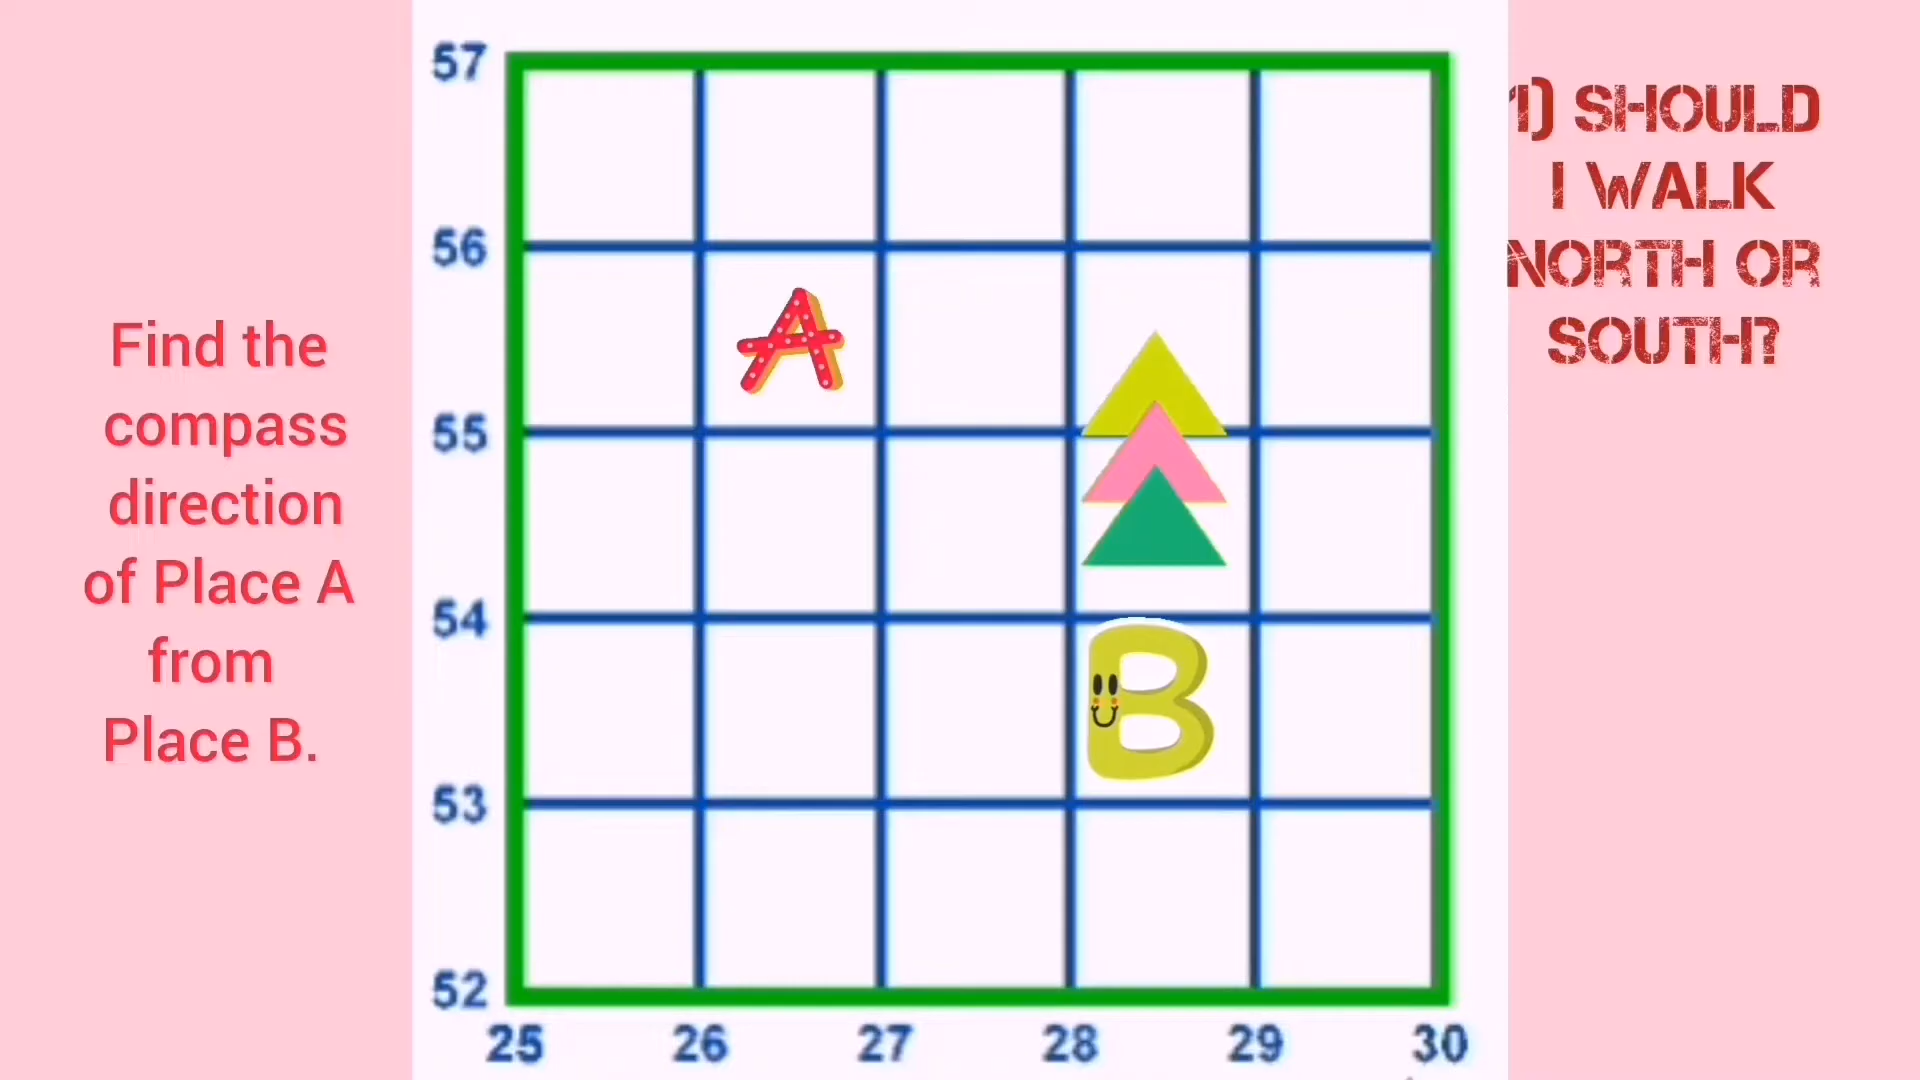 Find the
compass
direction
of Place A
from
Place B.
57
56
55
54
53
52
25 26 27 28 29 30
A
B
1) SHOULD
I WALK
NORTH OR
SOUTH?